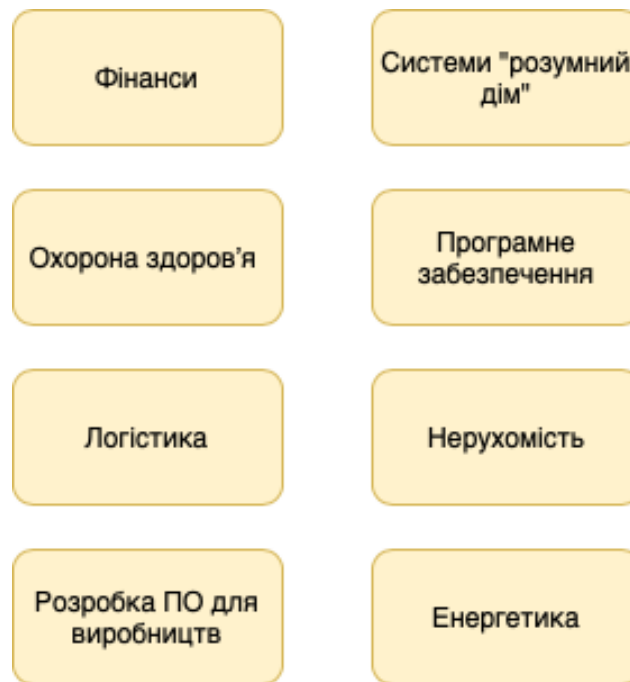 Фінанси
Системи "розумний
дім"
Охорона здоров’я
Програмне
забезпечення
Логістика
Нерухомість
Розробка ПО для
виробництв
Енергетика